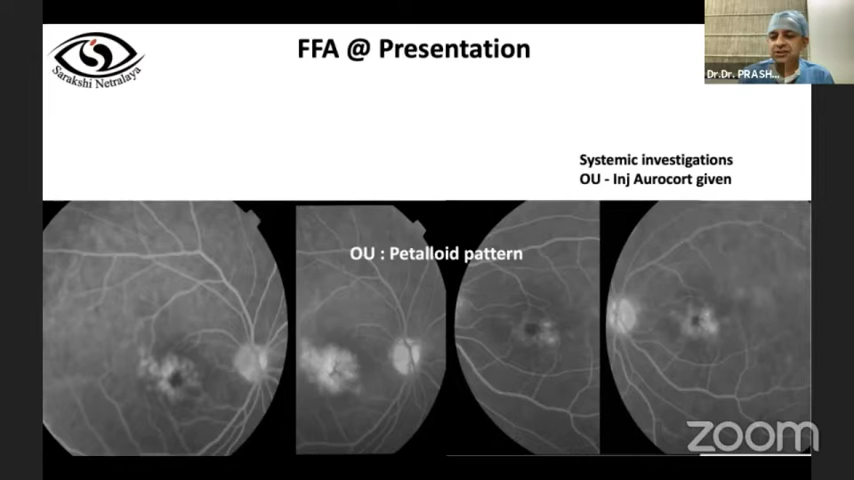 FFA @ Presentation
Sarakshi Netralaya
Dr.Dr. PRASH...
Systemic investigations
OU - Inj Aurocort given
OU : Petalloid pattern
zoom